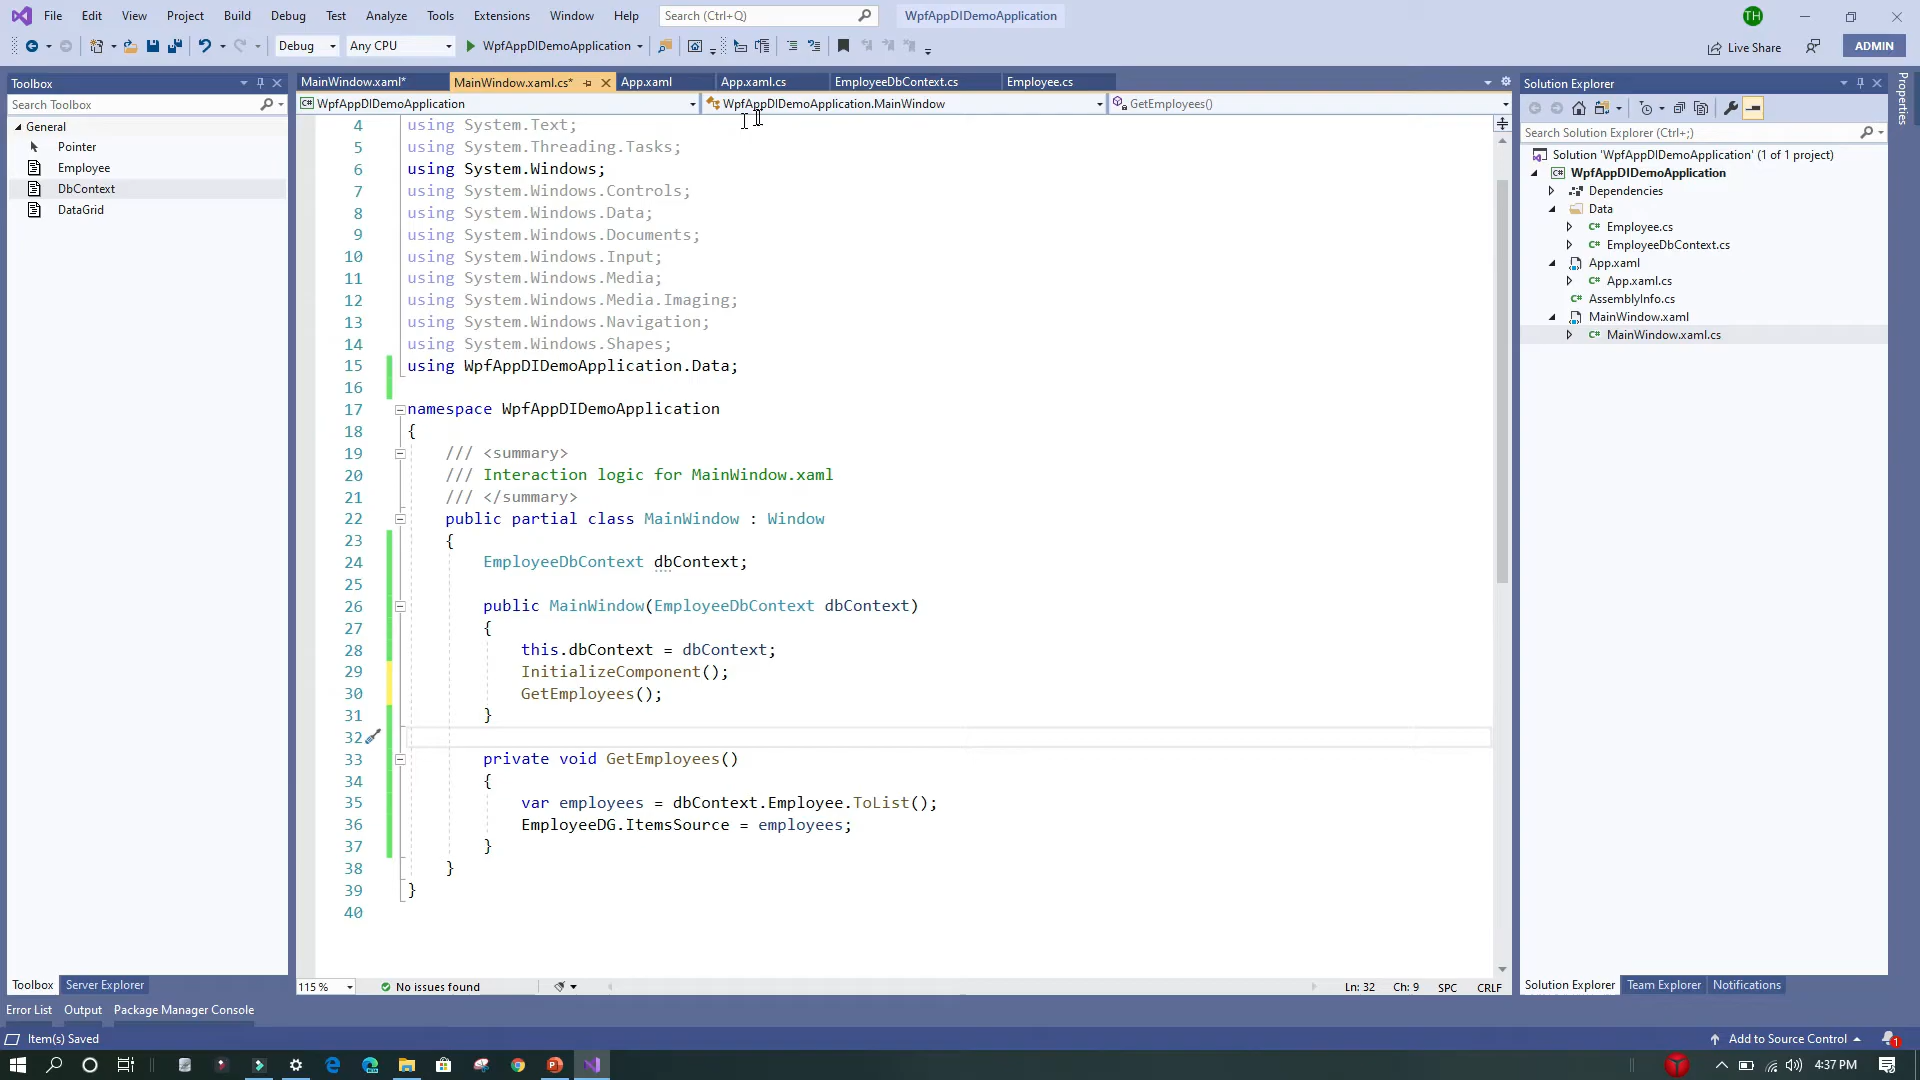 File Edit View Project Build Debug Test Analyze Tools Extensions Window Help Search (Ctrl+Q) WpfAppDIDemoApplication TH
Debug Any CPU WpfAppDIDemoApplication Live Share ADMIN
Toolbox
Search Toolbox
General
Pointer
Employee
DbContext
DataGrid
MainWindow.xaml* MainWindow.xaml.cs* App.xaml App.xaml.cs EmployeeDbContext.cs Employee.cs
WpfAppDIDemoApplication WpfAppDIDemoApplication.MainWindow GetEmployees()
4 using System.Text;
5 using System.Threading.Tasks;
6 using System.Windows;
7 using System.Windows.Controls;
8 using System.Windows.Data;
9 using System.Windows.Documents;
10 using System.Windows.Input;
11 using System.Windows.Media;
12 using System.Windows.Media.Imaging;
13 using System.Windows.Navigation;
14 using System.Windows.Shapes;
15 using WpfAppDIDemoApplication.Data;
16
17 namespace WpfAppDIDemoApplication
18 {
19 /// <summary>
20 /// Interaction logic for MainWindow.xaml
21 /// </summary>
22 public partial class MainWindow : Window
23 {
24 EmployeeDbContext dbContext;
25
26 public MainWindow(EmployeeDbContext dbContext)
27 {
28 this.dbContext = dbContext;
29 InitializeComponent();
30 GetEmployees();
31 }
32
33 private void GetEmployees()
34 {
35 var employees = dbContext.Employee.ToList();
36 EmployeeDG.ItemsSource = employees;
37 }
38 }
39 }
40
115 % No issues found Ln: 32 Ch: 9 SPC CRLF
Solution Explorer
Search Solution Explorer (Ctrl+;)
Solution 'WpfAppDIDemoApplication' (1 of 1 project)
WpfAppDIDemoApplication
Dependencies
Data
C# Employee.cs
C# EmployeeDbContext.cs
App.xaml
C# App.xaml.cs
C# AssemblyInfo.cs
MainWindow.xaml
C# MainWindow.xaml.cs
Properties
Toolbox Server Explorer
Solution Explorer Team Explorer Notifications
Error List Output Package Manager Console
Item(s) Saved Add to Source Control 1
4:37 PM